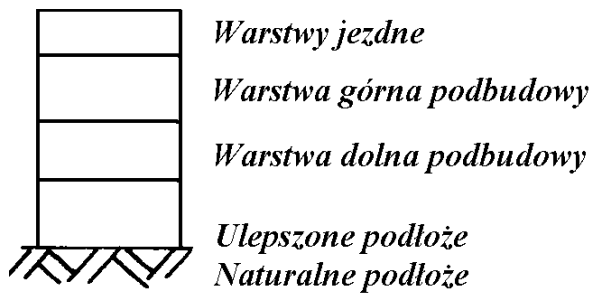 Warstwy jezdne
Warstwa górna podbudowy
Warstwa dolna podbudowy
Ulepszone podłoże
Naturalne podłoże